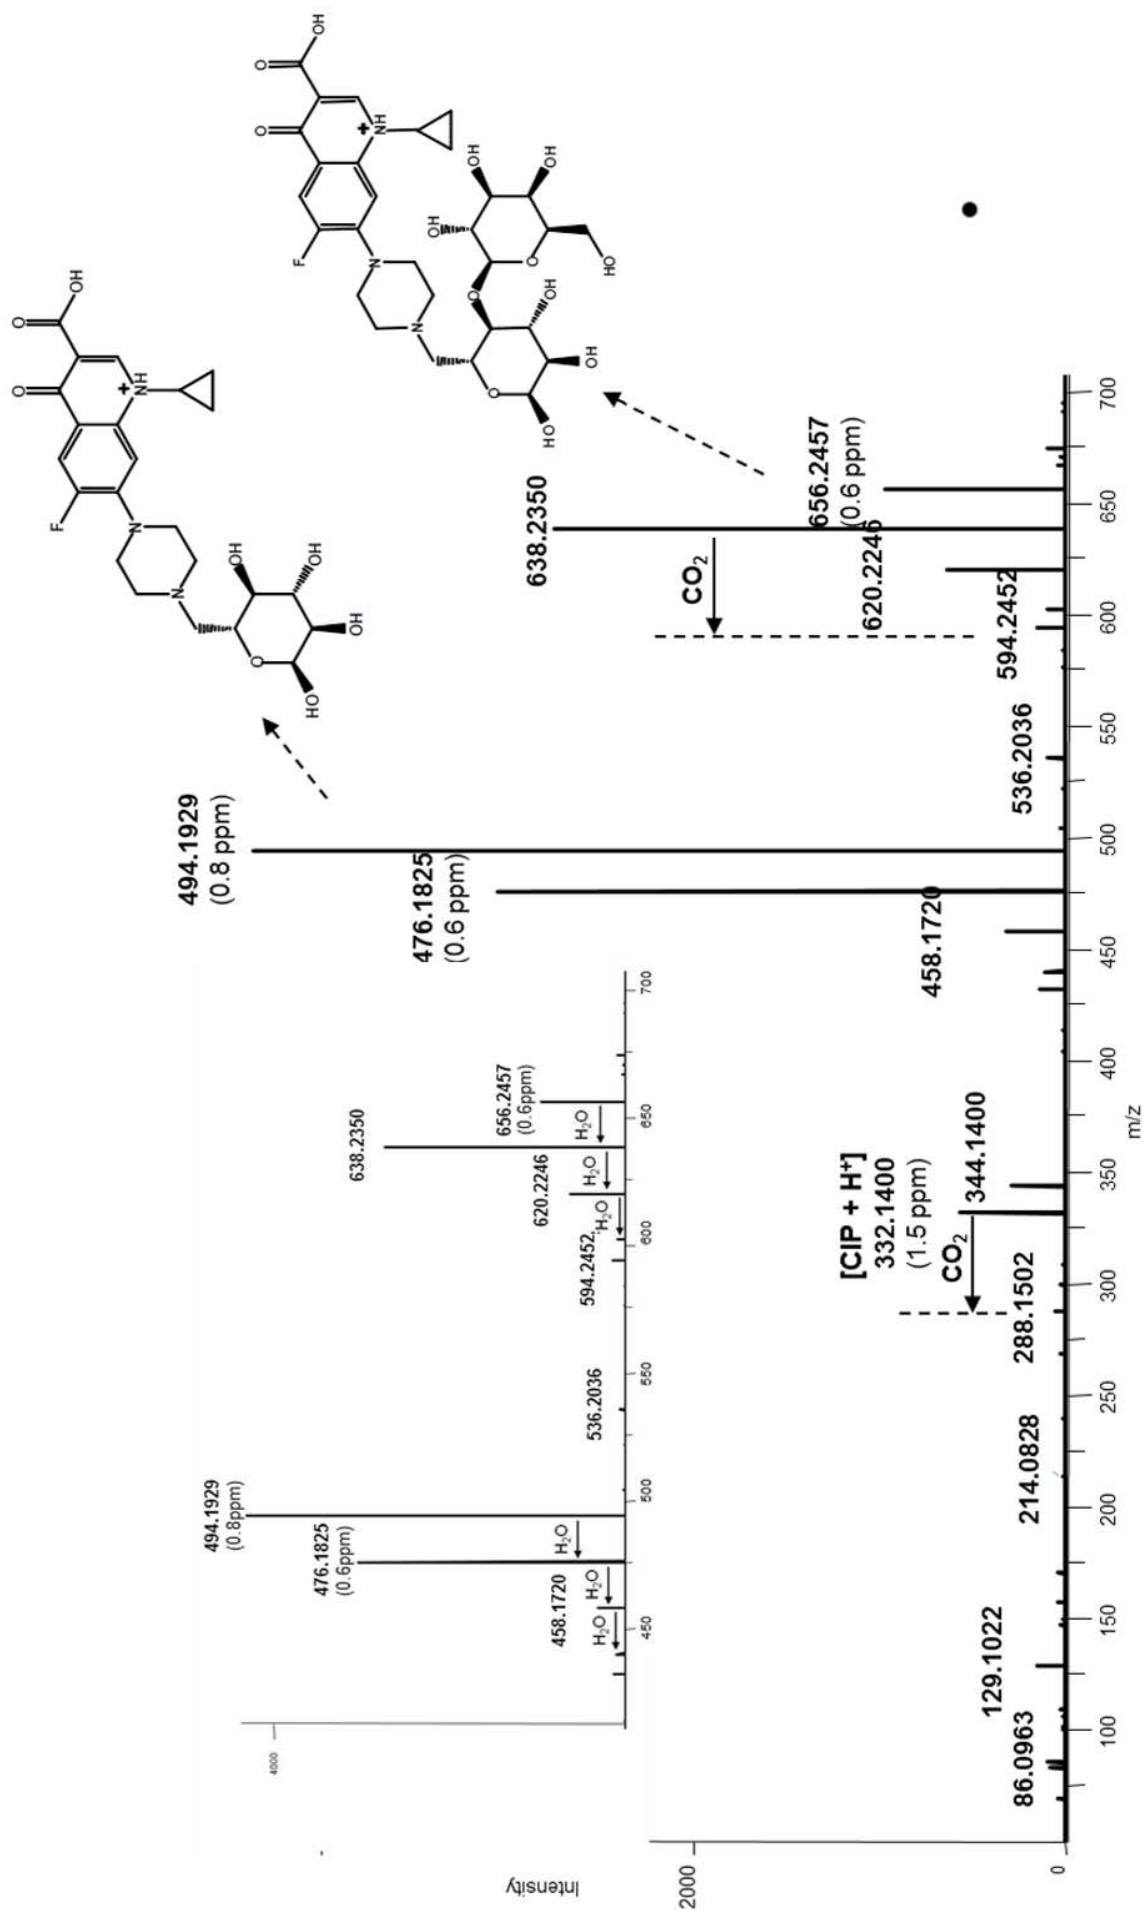 494.1929
(0.8 ppm)
476.1825
(0.6 ppm)
638.2350
CO2
656.2457
(0.6 ppm)
620.2246
594.2452
536.2036
458.1720
[CIP + H+]
332.1400
(1.5 ppm)
344.1400
CO2
288.1502
214.0828
129.1022
86.0963
Intensity
2000
0
100
150
200
250
300
350
400
450
500
550
600
650
700
m/z
4000
494.1929
(0.8ppm)
476.1825
(0.6ppm)
638.2350
656.2457
(0.6ppm)
458.1720
536.2036
594.2452
620.2246
H2O
H2O
H2O
H2O
H2O
H2O
450
500
550
600
650
700
F
O
O
OH
NH
+
N
N
O
HO
OH
OH
OH
F
O
O
OH
NH
+
N
N
O
HO
OH
OH
O
O
OH
OH
OH
HO